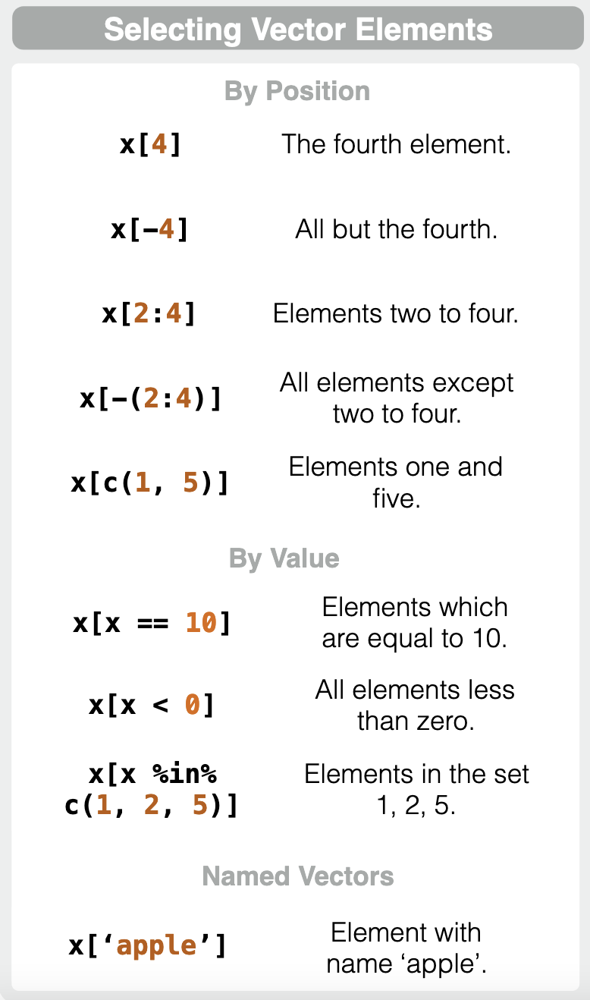 Selecting Vector Elements
By Position
x[4] The fourth element.
x[−4] All but the fourth.
x[2:4] Elements two to four.
x[−(2:4)] All elements except
two to four.
x[c(1, 5)] Elements one and
five.
By Value
x[x == 10] Elements which
are equal to 10.
x[x < 0] All elements less
than zero.
x[x %in%
c(1, 2, 5)] Elements in the set
1, 2, 5.
Named Vectors
x[‘apple’] Element with
name ‘apple’.